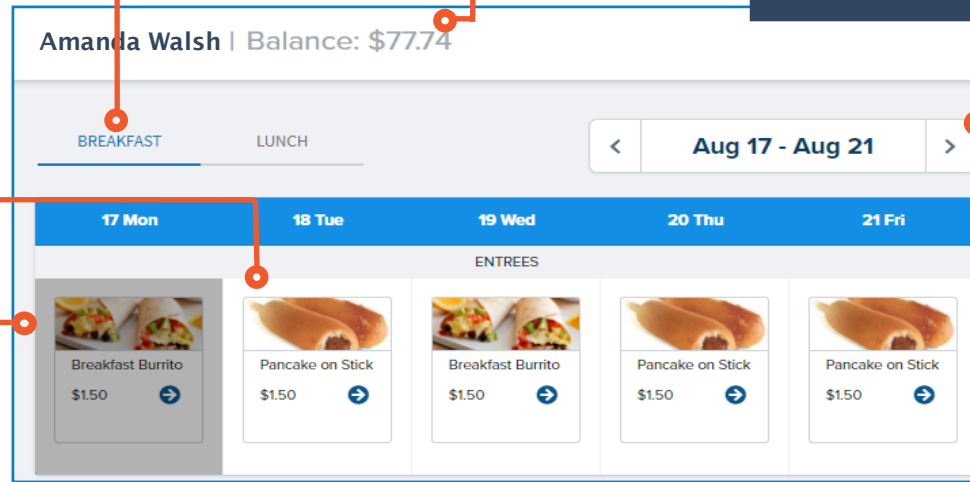 Amanda Walsh | Balance: $77.74
BREAKFAST LUNCH < Aug 17 - Aug 21 >
17 Mon 18 Tue 19 Wed 20 Thu 21 Fri
ENTREES
Breakfast Burrito Pancake on Stick Breakfast Burrito Pancake on Stick Pancake on Stick
$1.50 $1.50 $1.50 $1.50 $1.50